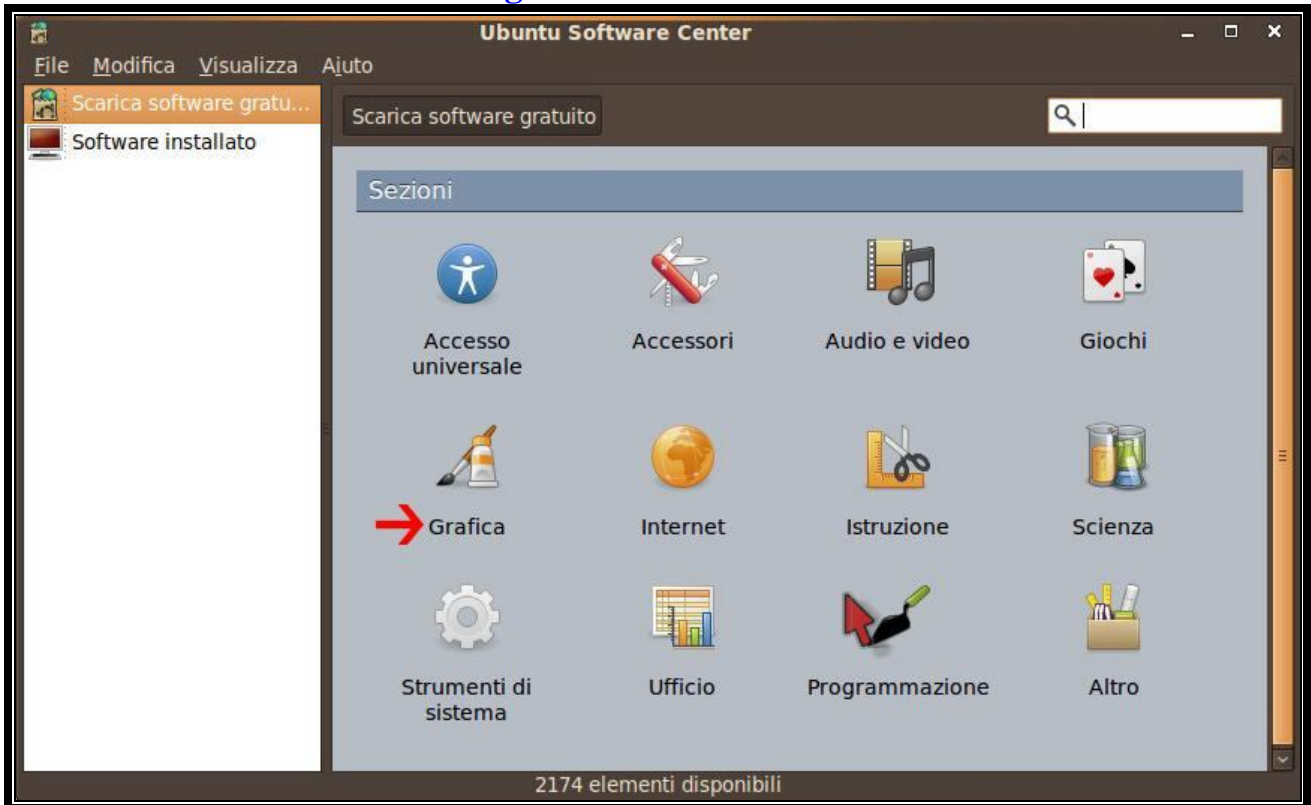 Ubuntu Software Center
File Modifica Visualizza Aiuto
Scarica software gratu...
Software installato
Scarica software gratuito
Sezioni
Accesso universale
Accessori
Audio e video
Giochi
Grafica
Internet
Istruzione
Scienza
Strumenti di sistema
Ufficio
Programmazione
Altro
2174 elementi disponibili